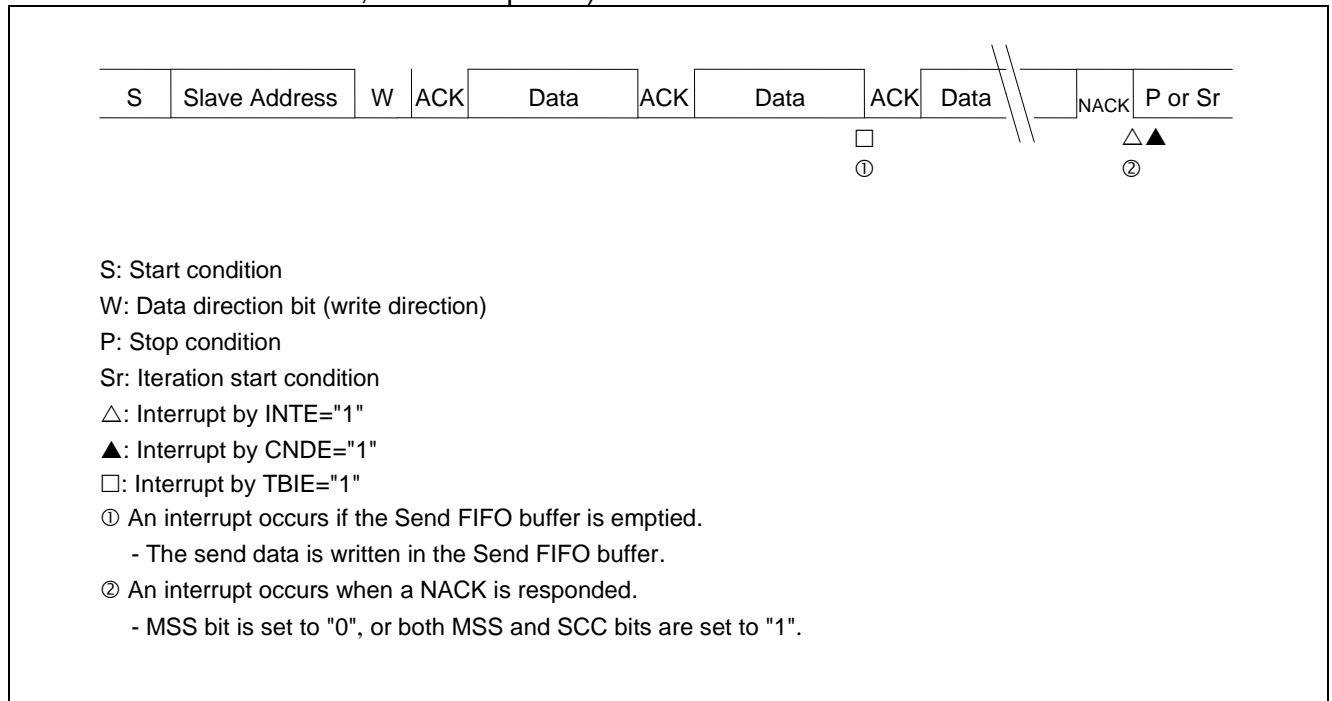 S Slave Address W ACK Data ACK Data ACK Data NACK P or Sr
□ △▲
① ②
S: Start condition
W: Data direction bit (write direction)
P: Stop condition
Sr: Iteration start condition
△: Interrupt by INTE="1"
▲: Interrupt by CNDE="1"
□: Interrupt by TBIE="1"
① An interrupt occurs if the Send FIFO buffer is emptied.
- The send data is written in the Send FIFO buffer.
② An interrupt occurs when a NACK is responded.
- MSS bit is set to "0", or both MSS and SCC bits are set to "1".